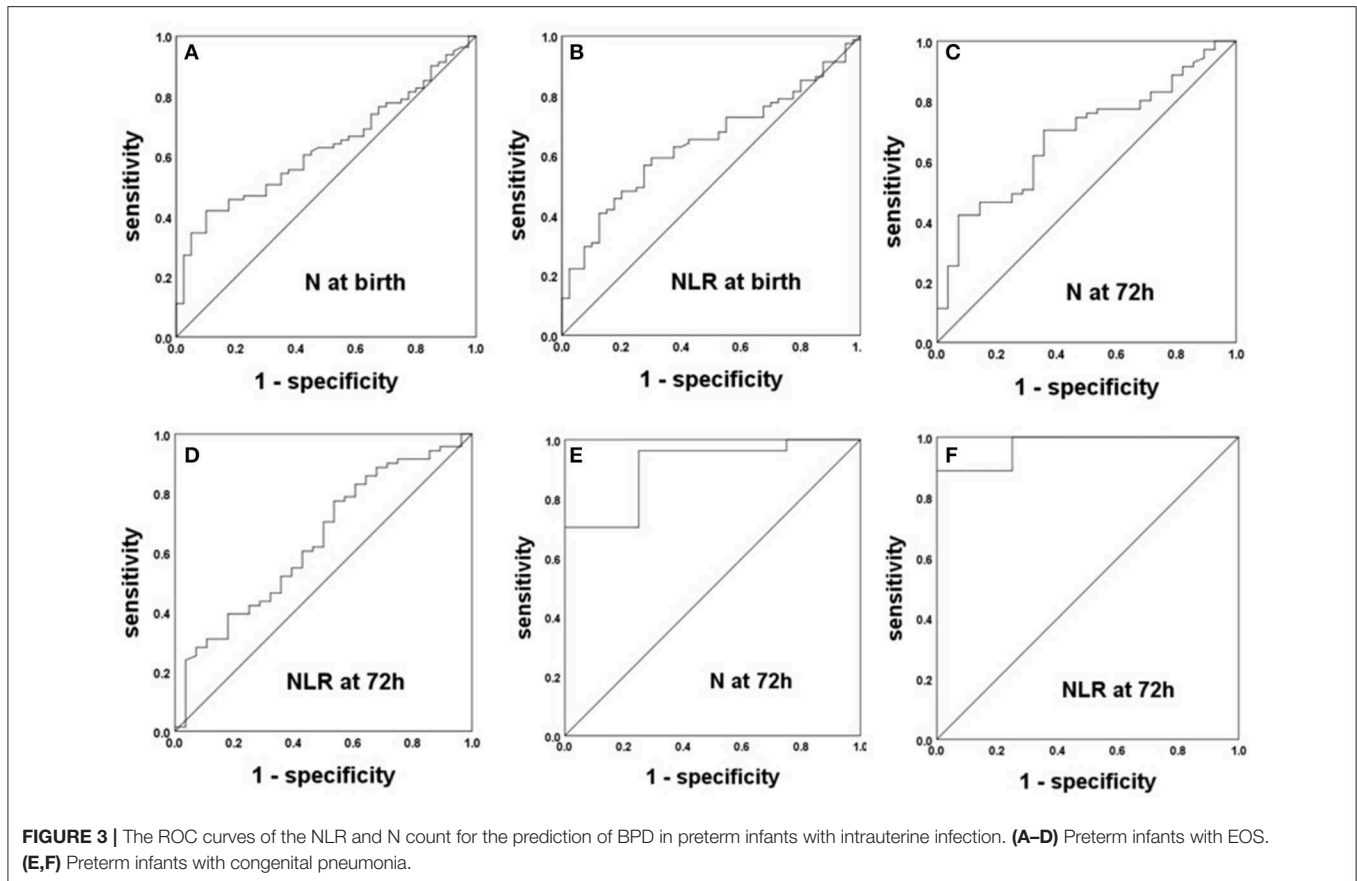 A
1.0
0.8
0.6
0.4
0.2
0.0
0.0 0.2 0.4 0.6 0.8 1.0
sensitivity
1 - specificity
N at birth
B
1.0
0.8
0.6
0.4
0.2
0.0
0.0 0.2 0.4 0.6 0.8 1.
sensitivity
1 - specificity
NLR at birth
C
1.0
0.8
0.6
0.4
0.2
0.0
0.0 0.2 0.4 0.6 0.8 1.0
sensitivity
1 - specificity
N at 72h
D
1.0
0.8
0.6
0.4
0.2
0.0
0.0 0.2 0.4 0.6 0.8 1.0
sensitivity
1 - specificity
NLR at 72h
E
1.0
0.8
0.6
0.4
0.2
0.0
0.0 0.2 0.4 0.6 0.8 1.0
sensitivity
1 - specificity
N at 72h
F
1.0
0.8
0.6
0.4
0.2
0.0
0.0 0.2 0.4 0.6 0.8 1.0
sensitivity
1 - specificity
NLR at 72h
FIGURE 3 | The ROC curves of the NLR and N count for the prediction of BPD in preterm infants with intrauterine infection. (A–D) Preterm infants with EOS.
(E,F) Preterm infants with congenital pneumonia.